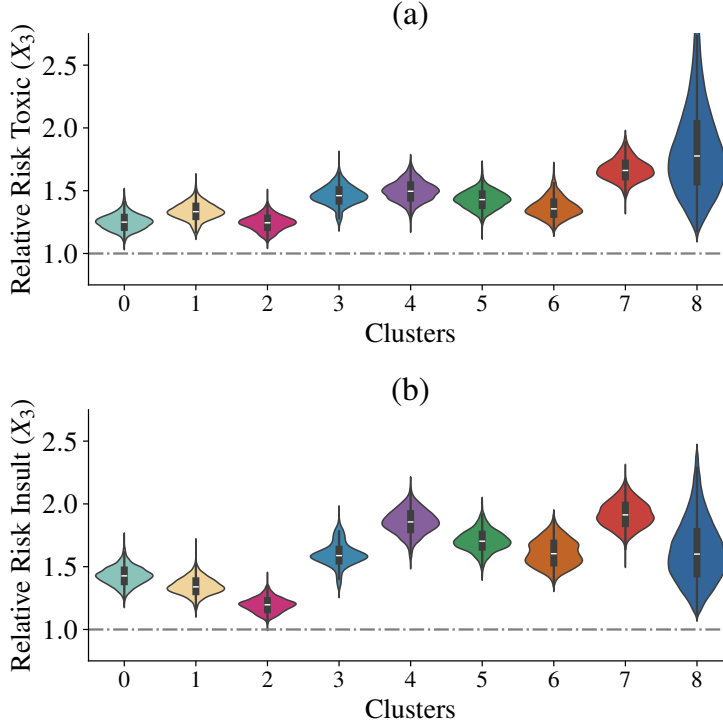 (a)
Relative Risk Toxic (X₃)
2.5
2.0
1.5
1.0
0 1 2 3 4 5 6 7 8
Clusters
(b)
Relative Risk Insult (X₃)
2.5
2.0
1.5
1.0
0 1 2 3 4 5 6 7 8
Clusters